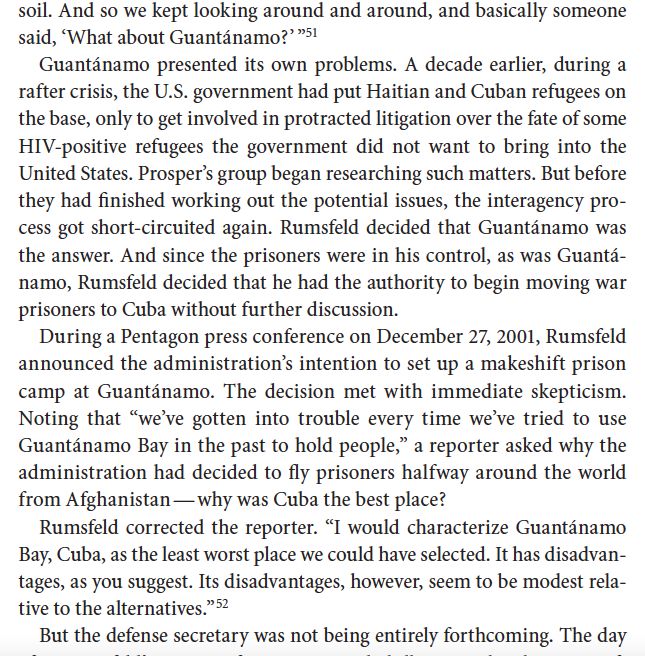 soil. And so we kept looking around and around, and basically someone
said, ‘What about Guantánamo?’ ”51
Guantánamo presented its own problems. A decade earlier, during a
rafter crisis, the U.S. government had put Haitian and Cuban refugees on
the base, only to get involved in protracted litigation over the fate of some
HIV-positive refugees the government did not want to bring into the
United States. Prosper’s group began researching such matters. But before
they had finished working out the potential issues, the interagency pro-
cess got short-circuited again. Rumsfeld decided that Guantánamo was
the answer. And since the prisoners were in his control, as was Guantá-
namo, Rumsfeld decided that he had the authority to begin moving war
prisoners to Cuba without further discussion.
During a Pentagon press conference on December 27, 2001, Rumsfeld
announced the administration’s intention to set up a makeshift prison
camp at Guantánamo. The decision met with immediate skepticism.
Noting that “we’ve gotten into trouble every time we’ve tried to use
Guantánamo Bay in the past to hold people,” a reporter asked why the
administration had decided to fly prisoners halfway around the world
from Afghanistan—why was Cuba the best place?
Rumsfeld corrected the reporter. “I would characterize Guantánamo
Bay, Cuba, as the least worst place we could have selected. It has disadvan-
tages, as you suggest. Its disadvantages, however, seem to be modest rela-
tive to the alternatives.”52
But the defense secretary was not being entirely forthcoming. The day